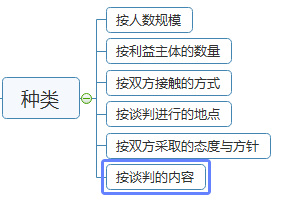 种类
按人数规模
按利益主体的数量
按双方接触的方式
按谈判进行的地点
按双方采取的态度与方针
按谈判的内容